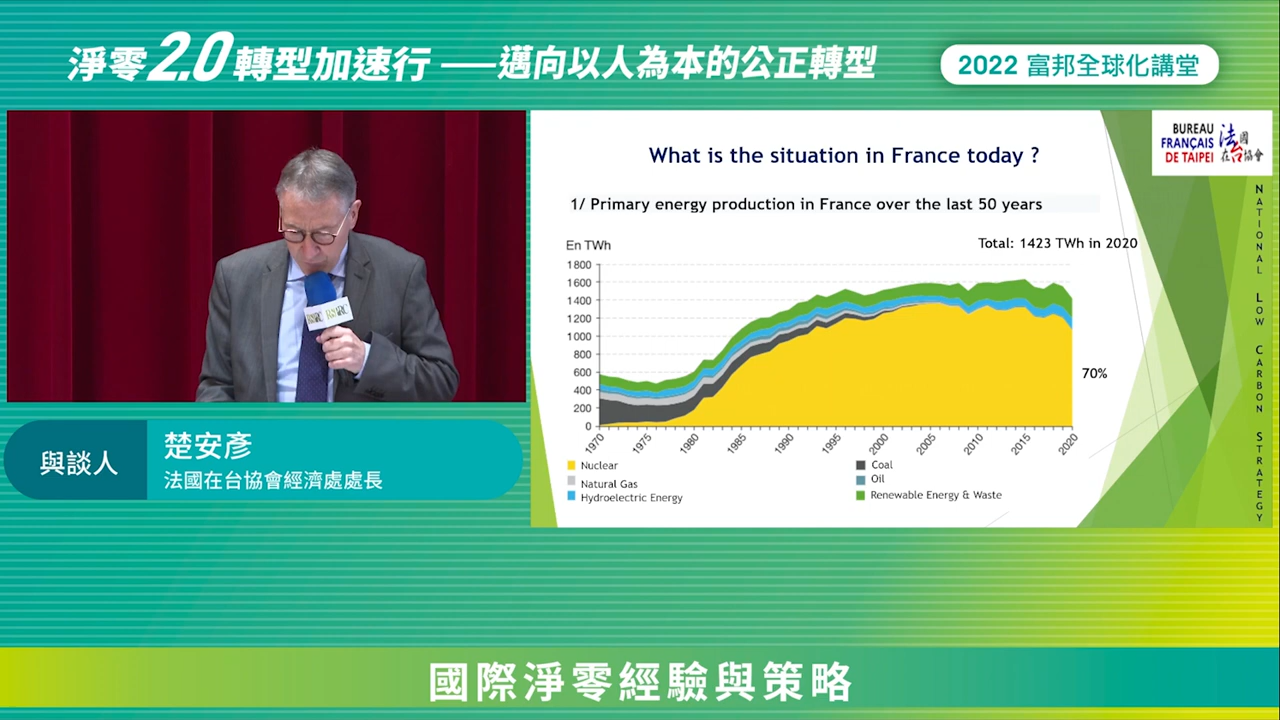 淨零2.0轉型加速行——邁向以人為本的公正轉型
2022 富邦全球化講堂
與談人
楚安彥
法國在台協會經濟處處長
What is the situation in France today ?
BUREAU
FRANÇAIS
DE TAIPEI
法國
在台協會
1/ Primary energy production in France over the last 50 years
En TWh
Total: 1423 TWh in 2020
1800
1600
1400
1200
1000
800
600
400
200
0
70%
1970
1975
1980
1985
1990
1995
2000
2005
2010
2015
2020
Nuclear
Natural Gas
Hydroelectric Energy
Coal
Oil
Renewable Energy & Waste
NATIONAL LOW CARBON STRATEGY
國際淨零經驗與策略